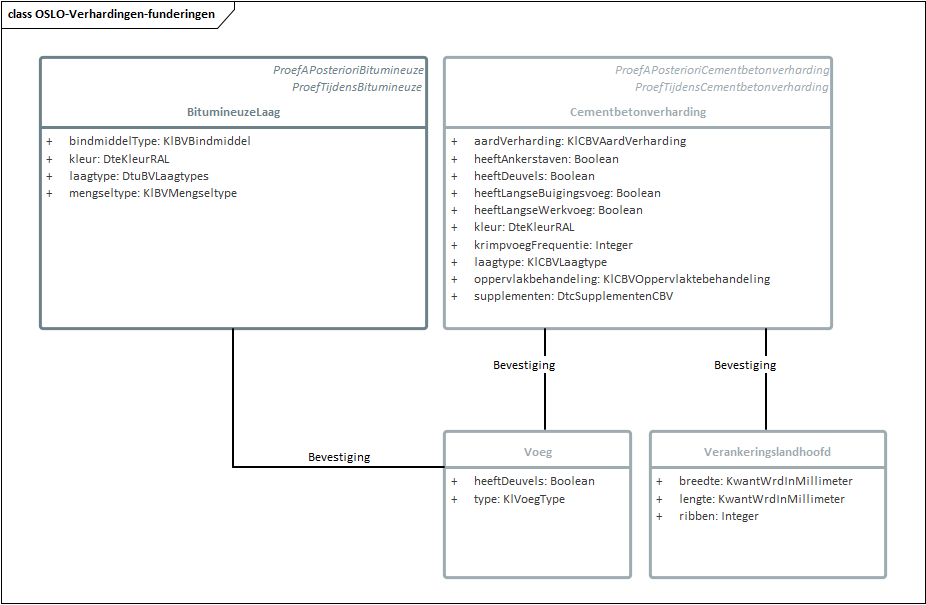 class OSLO-Verhardingen-funderingen
ProefAPosterioriBitumineuze
ProefTijdensBitumineuze
BitumineuzeLaag
+ bindmiddelType: KlBVBindmiddel
+ kleur: DteKleurRAL
+ laagtype: DtuBVLaagtypes
+ mengseltype: KlBVMengseltype
ProefAPosterioriCementbetonverharding
ProefTijdensCementbetonverharding
Cementbetonverharding
+ aardVerharding: KlCBVAardVerharding
+ heeftAnkerstaven: Boolean
+ heeftDeuvels: Boolean
+ heeftLangseBuigingsvoeg: Boolean
+ heeftLangseWerkvoeg: Boolean
+ kleur: DteKleurRAL
+ krimpvoegFrequentie: Integer
+ laagtype: KlCBVLaagtype
+ oppervlakbehandeling: KlCBVOppervlaktebehandeling
+ supplementen: DtcSupplementenCBV
Bevestiging
Bevestiging
Bevestiging
Voeg
+ heeftDeuvels: Boolean
+ type: KlVoegType
Verankeringslandhoofd
+ breedte: KwantWrdInMillimeter
+ lengte: KwantWrdInMillimeter
+ ribben: Integer